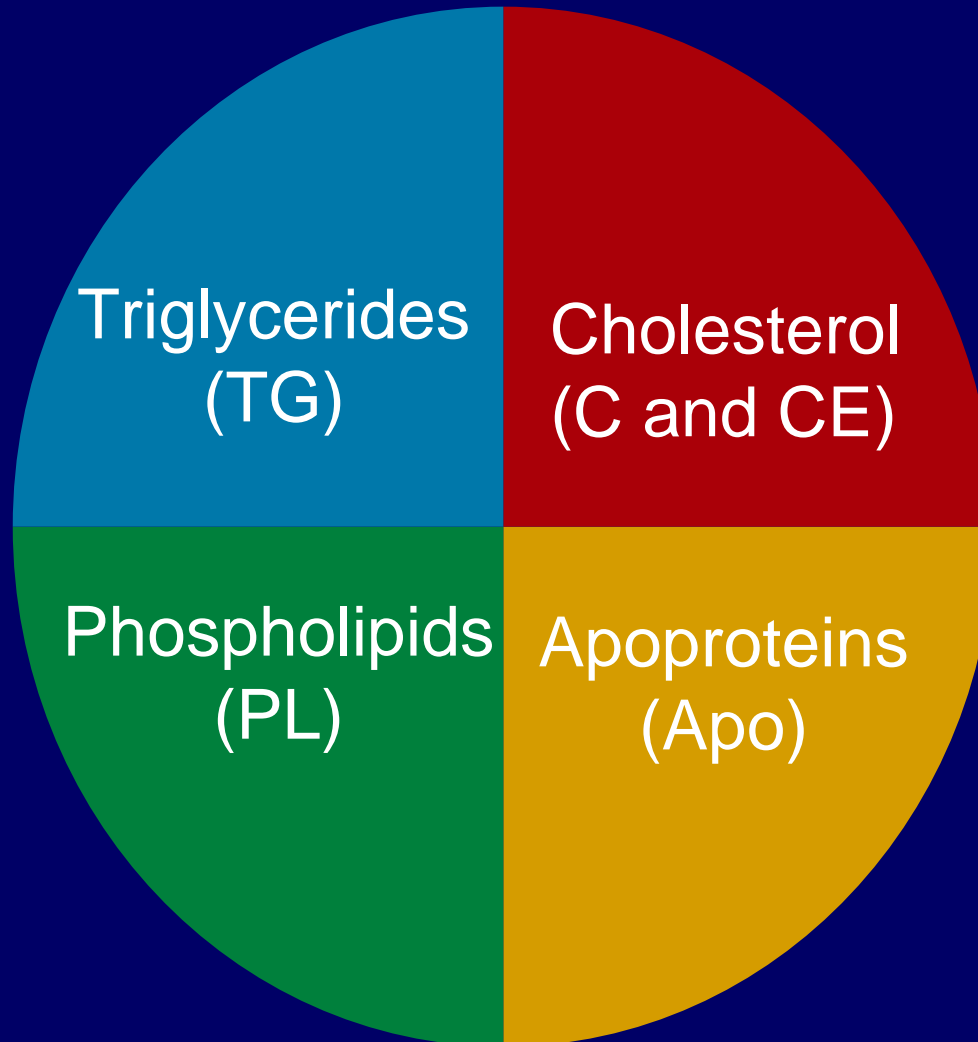 Triglycerides
(TG)
Cholesterol
(C and CE)
Phospholipids
(PL)
Apoproteins
(Apo)